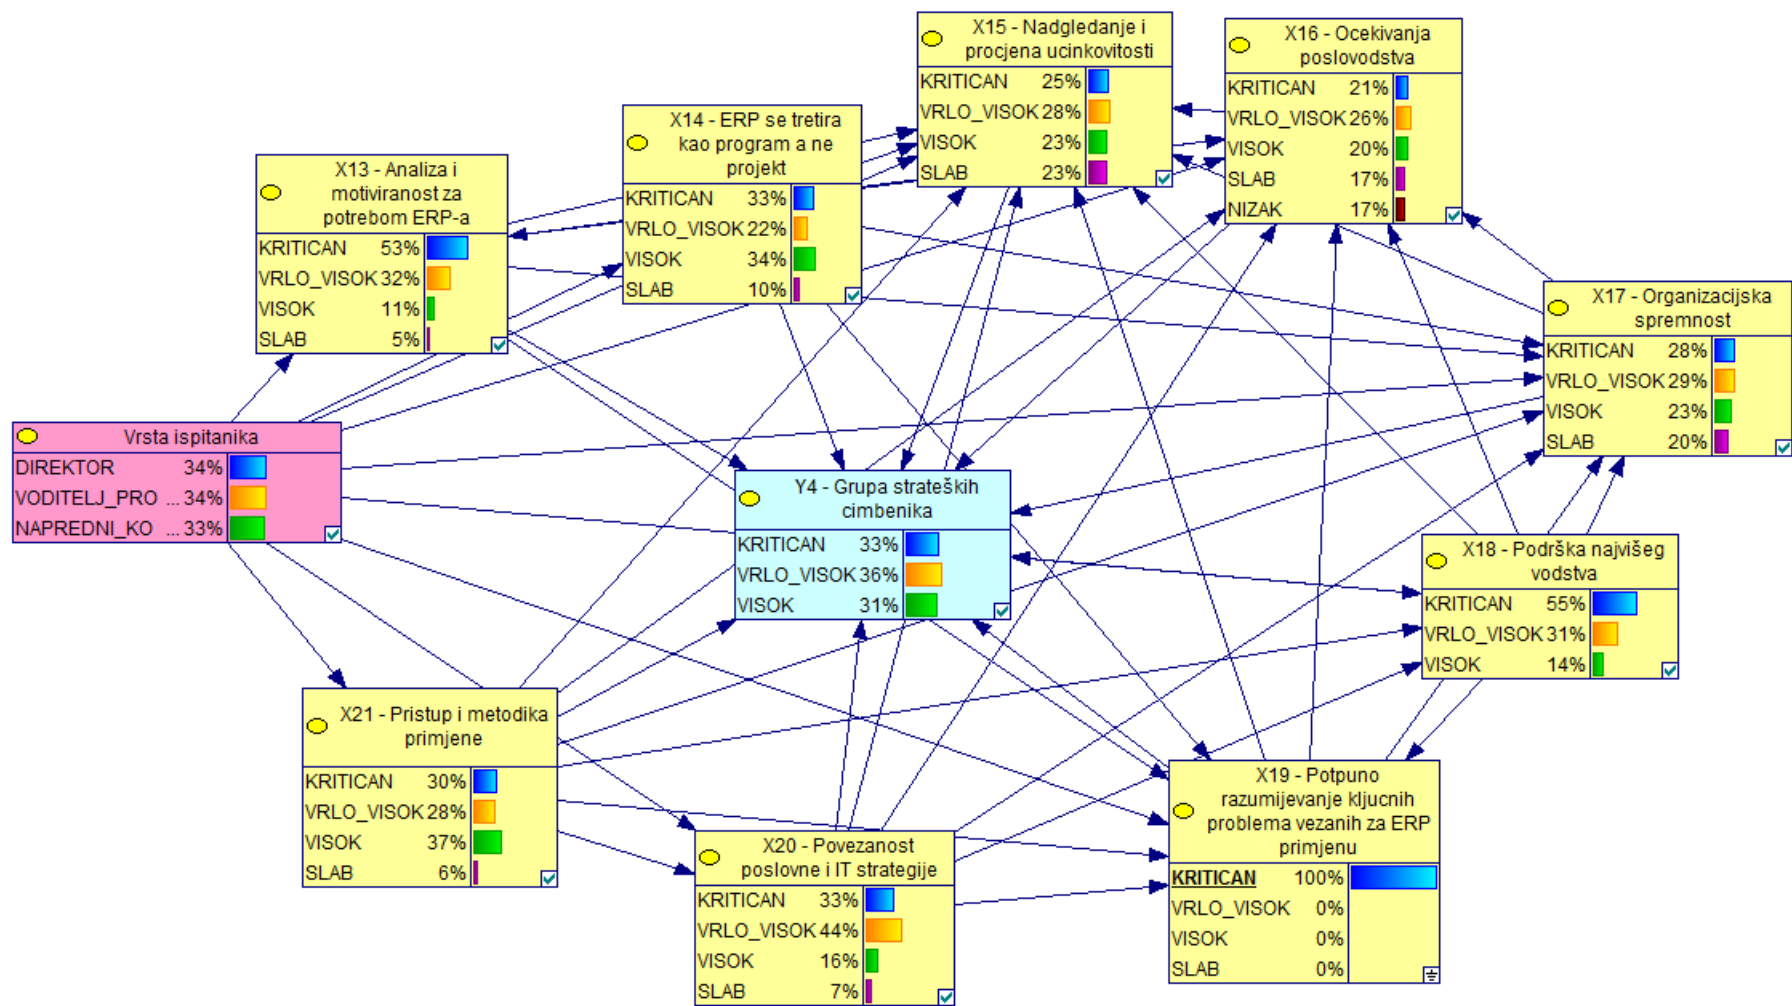 X13 - Analiza i
motiviranost za
potrebom ERP-a
KRITICAN 53%
VRLO_VISOK 32%
VISOK 11%
SLAB 5%
X14 - ERP se tretira
kao program a ne
projekt
KRITICAN 33%
VRLO_VISOK 22%
VISOK 34%
SLAB 10%
X15 - Nadgledanje i
procjena ucinkovitosti
KRITICAN 25%
VRLO_VISOK 28%
VISOK 23%
SLAB 23%
X16 - Ocekivanja
poslovodstva
KRITICAN 21%
VRLO_VISOK 26%
VISOK 20%
SLAB 17%
NIZAK 17%
X17 - Organizacijska
spremnost
KRITICAN 28%
VRLO_VISOK 29%
VISOK 23%
SLAB 20%
Vrsta ispitanika
DIREKTOR 34%
VODITELJ_PRO ... 34%
NAPREDNI_KO ... 33%
Y4 - Grupa strateških
cimbenika
KRITICAN 33%
VRLO_VISOK 36%
VISOK 31%
X18 - Podrška najvišeg
vodstva
KRITICAN 55%
VRLO_VISOK 31%
VISOK 14%
X21 - Pristup i metodika
primjene
KRITICAN 30%
VRLO_VISOK 28%
VISOK 37%
SLAB 6%
X20 - Povezanost
poslovne i IT strategije
KRITICAN 33%
VRLO_VISOK 44%
VISOK 16%
SLAB 7%
X19 - Potpuno
razumijevanje kljucnih
problema vezanih za ERP
primjenu
KRITICAN 100%
VRLO_VISOK 0%
VISOK 0%
SLAB 0%